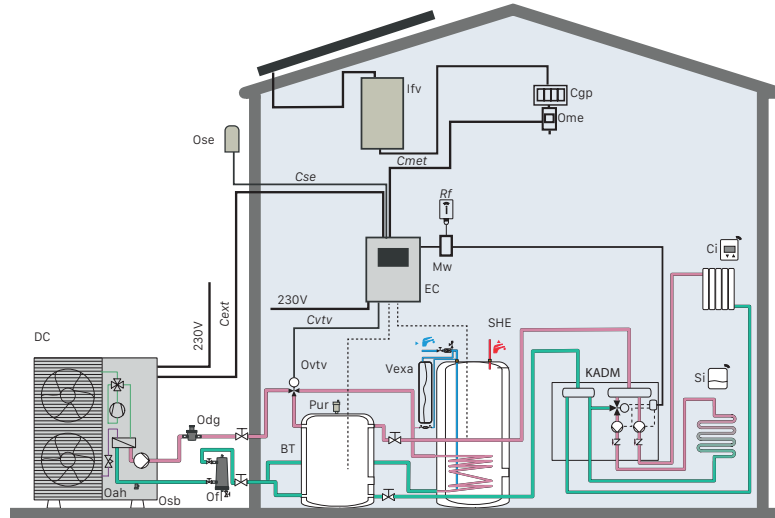 Ifv
Cgp
Ome
Ose
Cmet
Cse
Rf
Mw
Ci
EC
230V
Cvtv
230V
Cext
SHE
DC
Ovtv
Vexa
KADM
Si
Pur
Odg
BT
Oah
Osb
Ofl